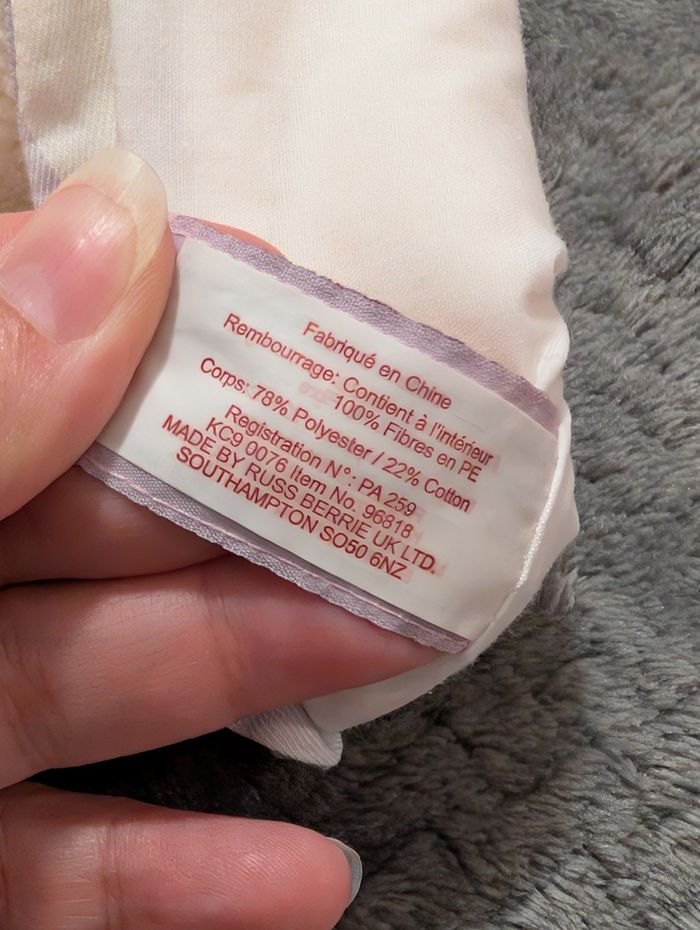 Fabriqué en Chine
Rembourrage: Contient à l'intérieur
100% Fibres en PE
Corps: 78% Polyester / 22% Cotton
Registration N°: PA 259
KC9 0076 Item No. 96818
MADE BY RUSS BERRIE UK LTD.
SOUTHAMPTON SO50 6NZ